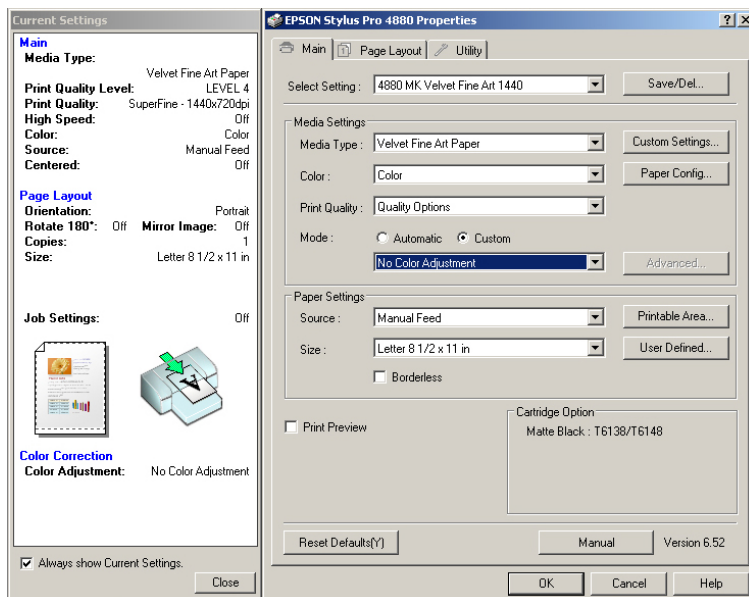 Current Settings
Main
Media Type:
Velvet Fine Art Paper
Print Quality Level: LEVEL 4
Print Quality: SuperFine - 1440x720dpi
High Speed: Off
Color: Color
Source: Manual Feed
Centered: Off
Page Layout
Orientation: Portrait
Rotate 180°: Off Mirror Image: Off
Copies: 1
Size: Letter 8 1/2 x 11 in
Job Settings: Off
A
Color Correction
Color Adjustment: No Color Adjustment
Always show Current Settings.
Close
EPSON Stylus Pro 4880 Properties
Main Page Layout Utility
Select Setting : 4880 MK Velvet Fine Art 1440 Save/Del...
Media Settings
Media Type : Velvet Fine Art Paper Custom Settings...
Color : Color Paper Config...
Print Quality : Quality Options
Mode : Automatic Custom
No Color Adjustment Advanced...
Paper Settings
Source : Manual Feed Printable Area...
Size : Letter 8 1/2 x 11 in User Defined...
Borderless
Print Preview
Cartridge Option
Matte Black : T6138/T6148
Reset Defaults(Y) Manual Version 6.52
OK Cancel Help